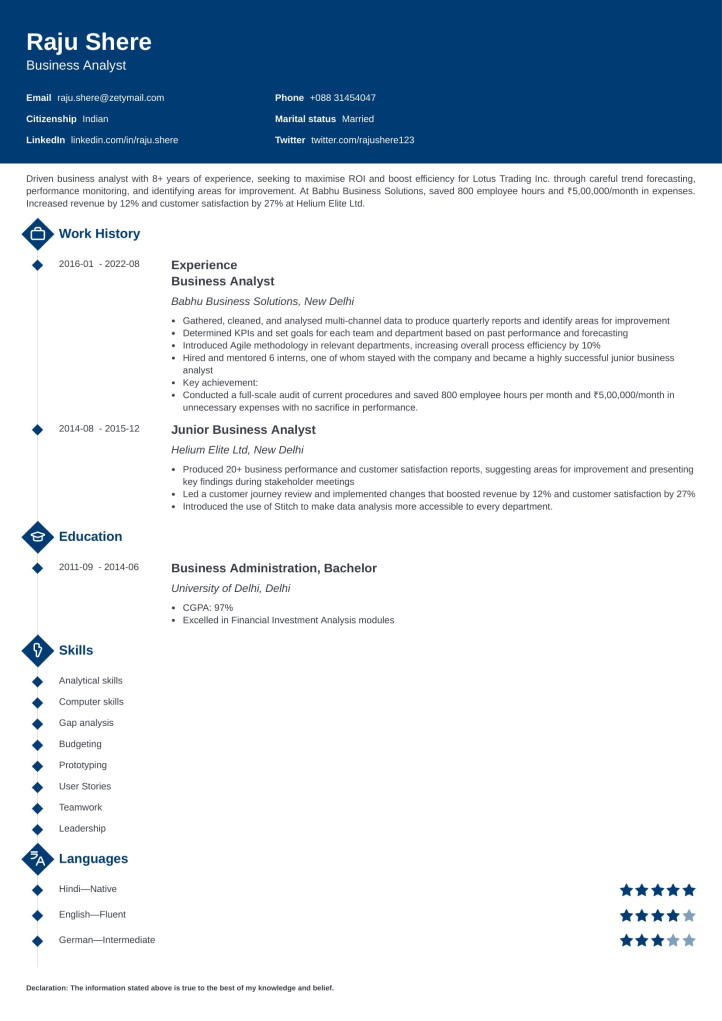 Raju Shere
Business Analyst
Email raju.shere@zetymail.com Phone +088 31454047
Citizenship Indian Marital status Married
LinkedIn linkedin.com/in/raju.shere Twitter twitter.com/rajushere123
Driven business analyst with 8+ years of experience, seeking to maximise ROI and boost efficiency for Lotus Trading Inc. through careful trend forecasting,
performance monitoring, and identifying areas for improvement. At Babhu Business Solutions, saved 800 employee hours and ₹5,00,000/month in expenses.
Increased revenue by 12% and customer satisfaction by 27% at Helium Elite Ltd.
Work History
2016-01 - 2022-08 Experience
Business Analyst
Babhu Business Solutions, New Delhi
• Gathered, cleaned, and analysed multi-channel data to produce quarterly reports and identify areas for improvement
• Determined KPIs and set goals for each team and department based on past performance and forecasting
• Introduced Agile methodology in relevant departments, increasing overall process efficiency by 10%
• Hired and mentored 6 interns, one of whom stayed with the company and became a highly successful junior business
analyst
• Key achievement:
• Conducted a full-scale audit of current procedures and saved 800 employee hours per month and ₹5,00,000/month in
unnecessary expenses with no sacrifice in performance.
2014-08 - 2015-12 Junior Business Analyst
Helium Elite Ltd, New Delhi
• Produced 20+ business performance and customer satisfaction reports, suggesting areas for improvement and presenting
key findings during stakeholder meetings
• Led a customer journey review and implemented changes that boosted revenue by 12% and customer satisfaction by 27%
• Introduced the use of Stitch to make data analysis more accessible to every department.
Education
2011-09 - 2014-06 Business Administration, Bachelor
University of Delhi, Delhi
• CGPA: 97%
• Excelled in Financial Investment Analysis modules
Skills
Analytical skills
Computer skills
Gap analysis
Budgeting
Prototyping
User Stories
Teamwork
Leadership
Languages
Hindi—Native
English—Fluent
German—Intermediate
Declaration: The information stated above is true to the best of my knowledge and belief.